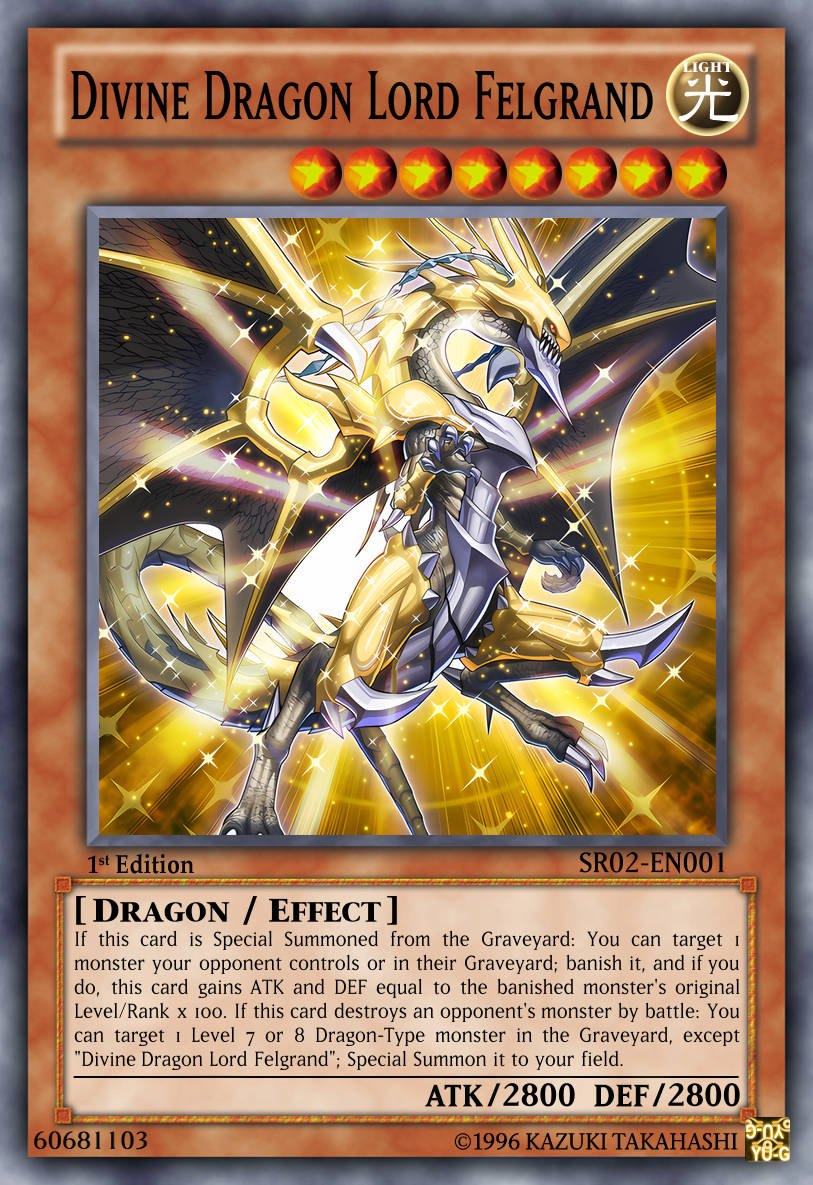 Divine Dragon Lord Felgrand
LIGHT
光
1st Edition
SR02-EN001
[ Dragon / Effect ]
If this card is Special Summoned from the Graveyard: You can target 1
monster your opponent controls or in their Graveyard; banish it, and if you
do, this card gains ATK and DEF equal to the banished monster's original
Level/Rank x 100. If this card destroys an opponent's monster by battle: You
can target 1 Level 7 or 8 Dragon-Type monster in the Graveyard, except
"Divine Dragon Lord Felgrand"; Special Summon it to your field.
ATK/2800 DEF/2800
60681103
©1996 KAZUKI TAKAHASHI